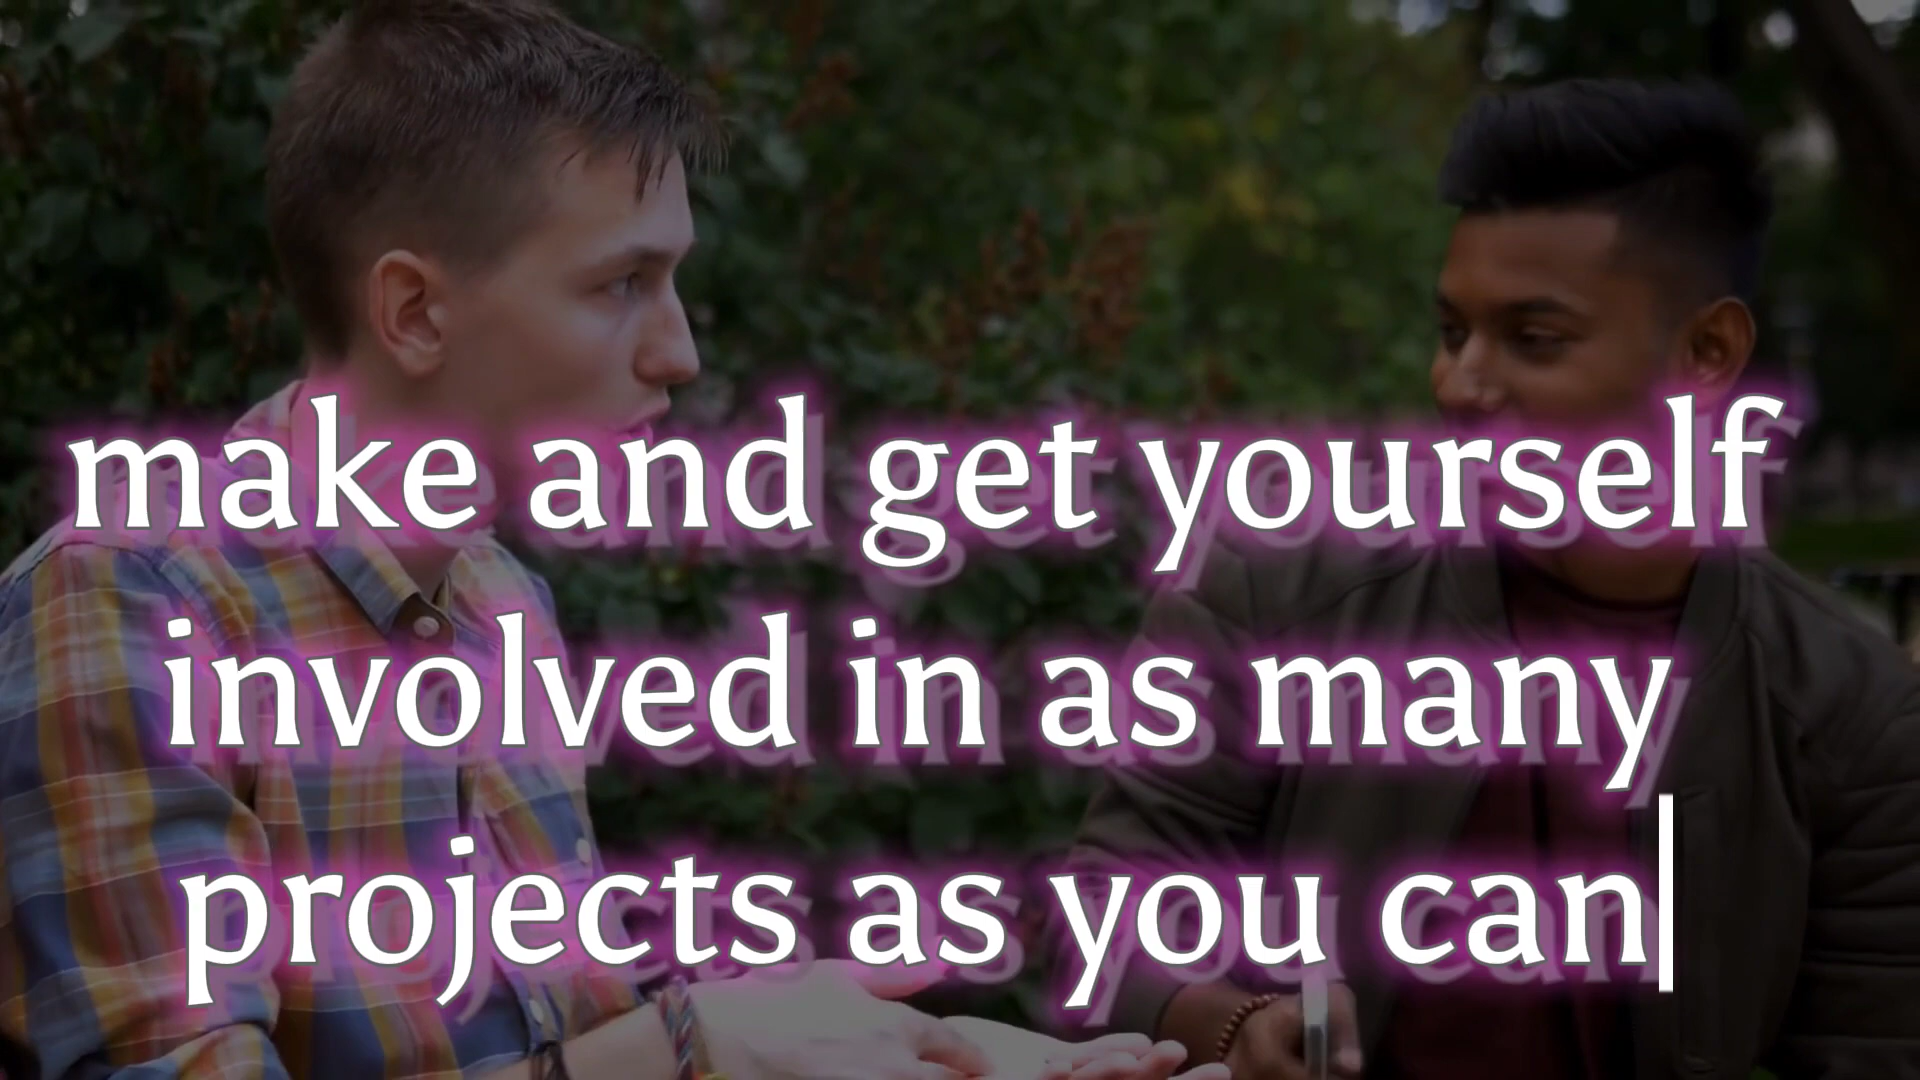 make and get yourself
involved in as many
projects as you can